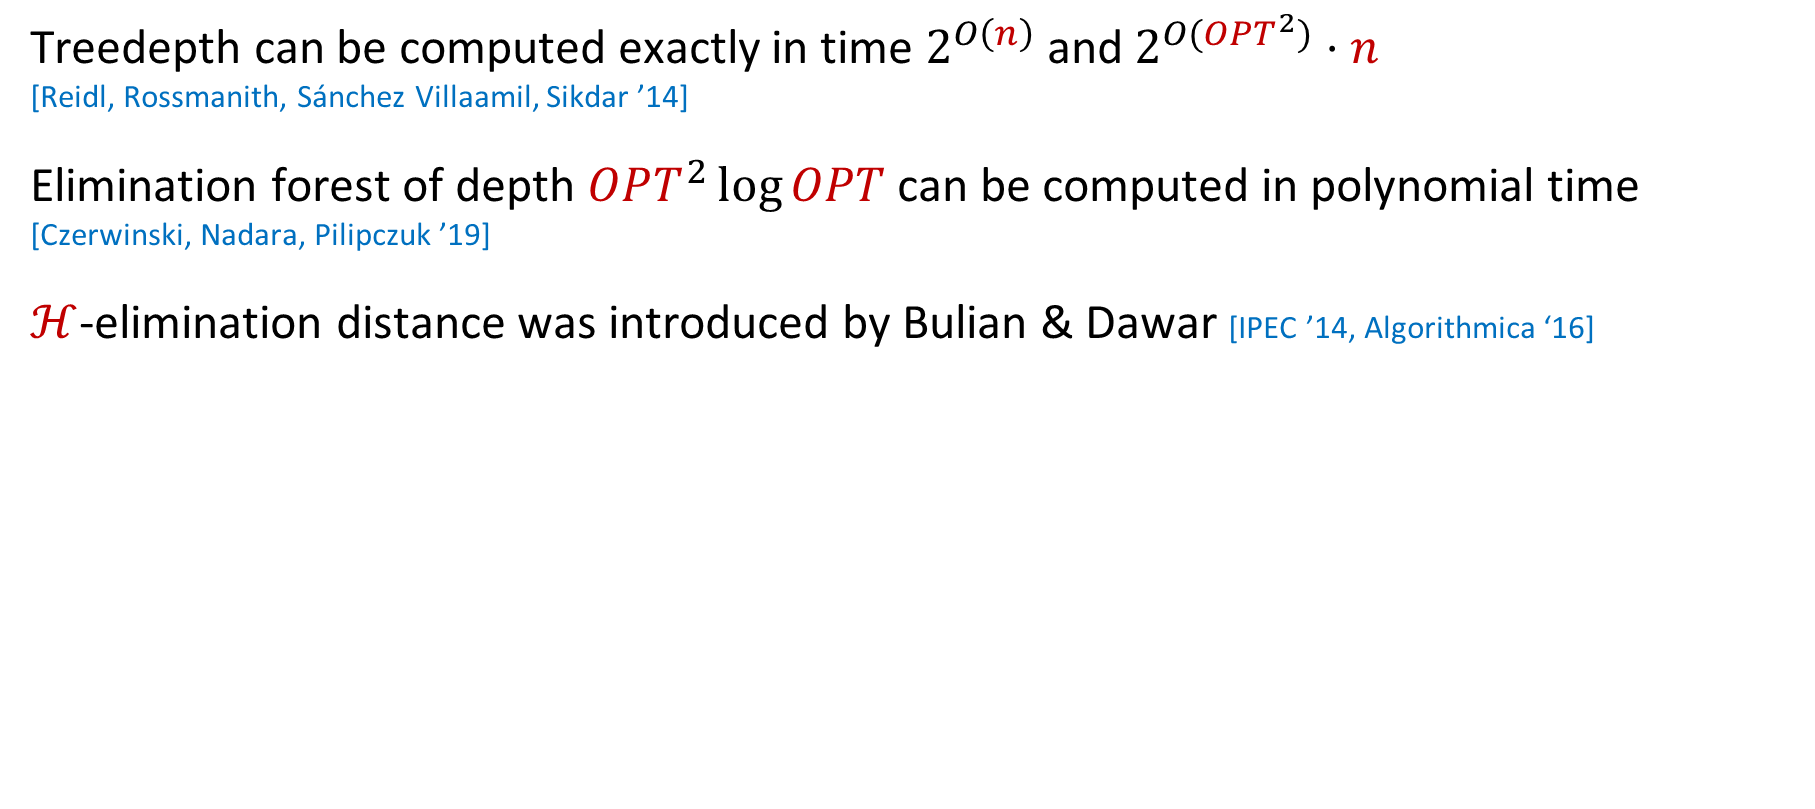 Treedepth can be computed exactly in time $2^{O(n)}$ and $2^{O(OPT^2)} \cdot n$
[Reidl, Rossmanith, Sánchez Villaamil, Sikdar ’14]
Elimination forest of depth $OPT^2 \log OPT$ can be computed in polynomial time
[Czerwinski, Nadara, Pilipczuk ’19]
$\mathcal{H}$-elimination distance was introduced by Bulian & Dawar [IPEC ’14, Algorithmica ‘16]